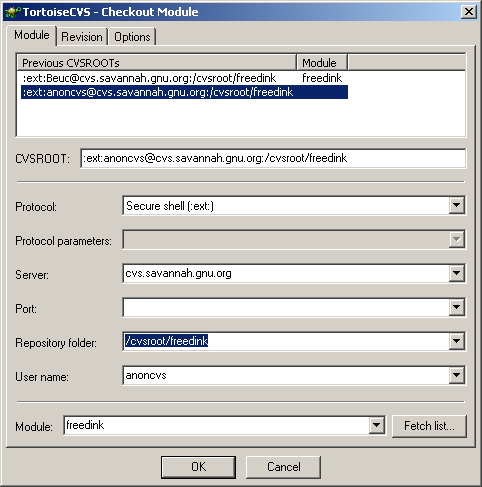 TortoiseCVS - Checkout Module
Module Revision Options
Previous CVSROOTs Module
:ext:Beuc@cvs.savannah.gnu.org:/cvsroot/freedink freedink
:ext:anoncvs@cvs.savannah.gnu.org:/cvsroot/freedink
CVSROOT: :ext:anoncvs@cvs.savannah.gnu.org:/cvsroot/freedink
Protocol: Secure shell (:ext:)
Protocol parameters:
Server: cvs.savannah.gnu.org
Port:
Repository folder: /cvsroot/freedink
User name: anoncvs
Module: freedink Fetch list...
OK Cancel